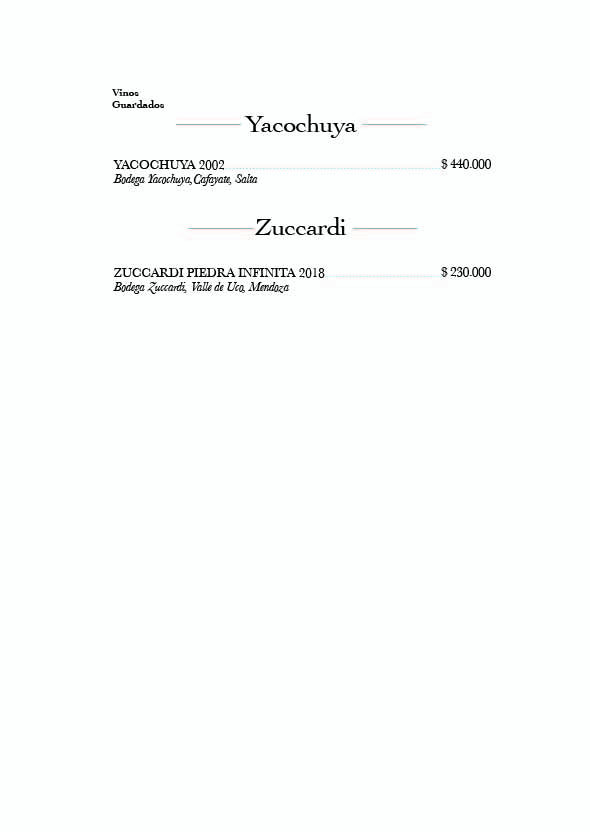 Vinos
Guardados
Yacochuya
YACOCHUYA 2002 $ 440.000
Bodega Yacochuya, Cafayate, Salta
Zuccardi
ZUCCARDI PIEDRA INFINITA 2018 $ 230.000
Bodega Zuccardi, Valle de Uco, Mendoza